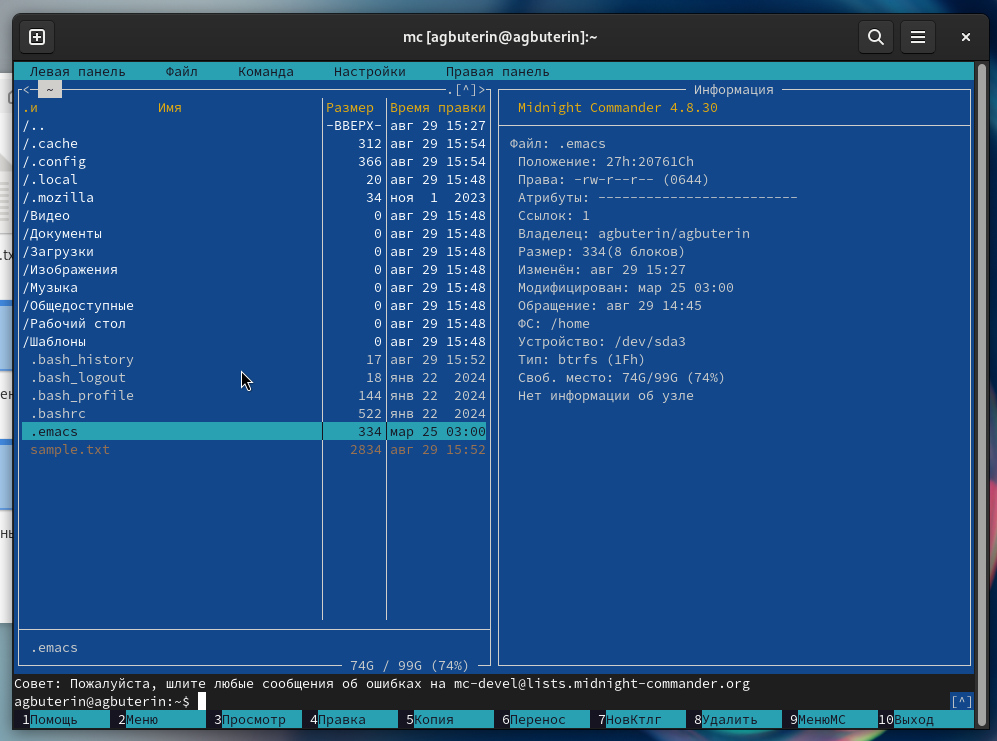 mc [agbuterin@agbuterin]:~
Левая панель Файл Команда Настройки Правая панель
<- ~ .[^]>
.и Имя Размер Время правки
/.. -ВВЕРХ- авг 29 15:27
/.cache 312 авг 29 15:54
/.config 366 авг 29 15:54
/.local 20 авг 29 15:48
/.mozilla 34 ноя 1 2023
/Видео 0 авг 29 15:48
/Документы 0 авг 29 15:48
/Загрузки 0 авг 29 15:48
/Изображения 0 авг 29 15:48
/Музыка 0 авг 29 15:48
/Общедоступные 0 авг 29 15:48
/Рабочий стол 0 авг 29 15:48
/Шаблоны 0 авг 29 15:48
.bash_history 17 авг 29 15:52
.bash_logout 18 янв 22 2024
.bash_profile 144 янв 22 2024
.bashrc 522 янв 22 2024
.emacs 334 мар 25 03:00
sample.txt 2834 авг 29 15:52
.emacs
74G / 99G (74%)
Информация
Midnight Commander 4.8.30
Файл: .emacs
Положение: 27h:20761Ch
Права: -rw-r--r-- (0644)
Атрибуты: -------------------------
Ссылок: 1
Владелец: agbuterin/agbuterin
Размер: 334(8 блоков)
Изменён: авг 29 15:27
Модифицирован: мар 25 03:00
Обращение: авг 29 14:45
ФС: /home
Устройство: /dev/sda3
Тип: btrfs (1Fh)
Своб. место: 74G/99G (74%)
Нет информации об узле
Совет: Пожалуйста, шлите любые сообщения об ошибках на mc-devel@lists.midnight-commander.org
agbuterin@agbuterin:~$ [^]
1Помощь 2Меню 3Просмотр 4Правка 5Копия 6Перенос 7НовКтлг 8Удалить 9МенюМС 10Выход